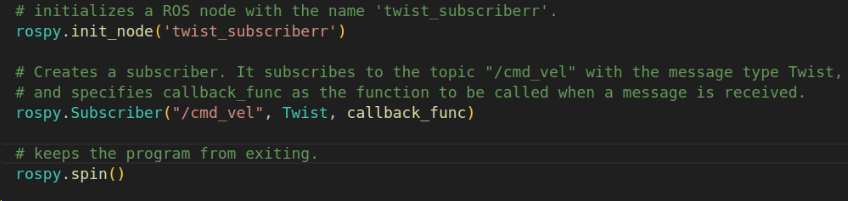 # initializes a ROS node with the name 'twist_subscriberr'.
rospy.init_node('twist_subscriberr')
# Creates a subscriber. It subscribes to the topic "/cmd_vel" with the message type Twist,
# and specifies callback_func as the function to be called when a message is received.
rospy.Subscriber("/cmd_vel", Twist, callback_func)
# keeps the program from exiting.
rospy.spin()